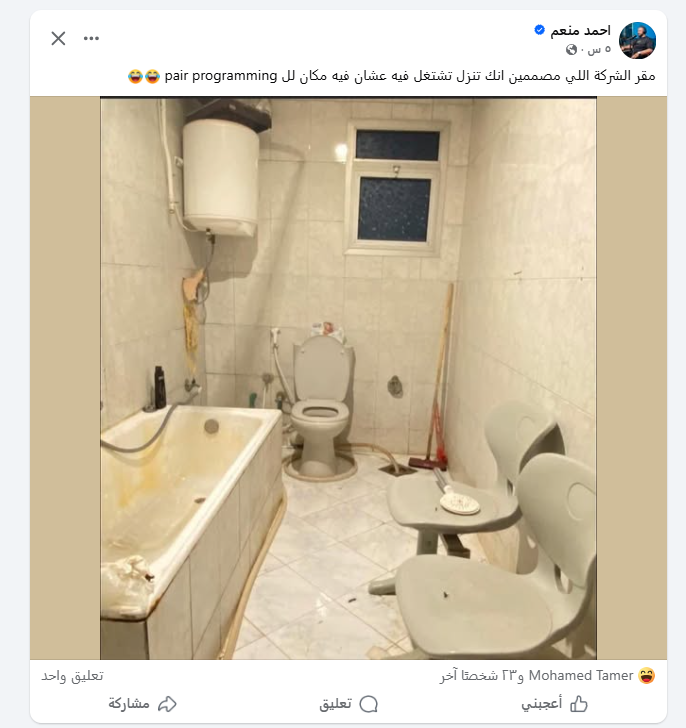 احمد منعم
٥ س ·
مقر الشركة اللي مصممين انك تنزل تشتغل فيه عشان فيه مكان لل pair programming 😂😂
Mohamed Tamer و٢٣ شخصًا آخر
تعليق واحد
أعجبني
تعليق
مشاركة